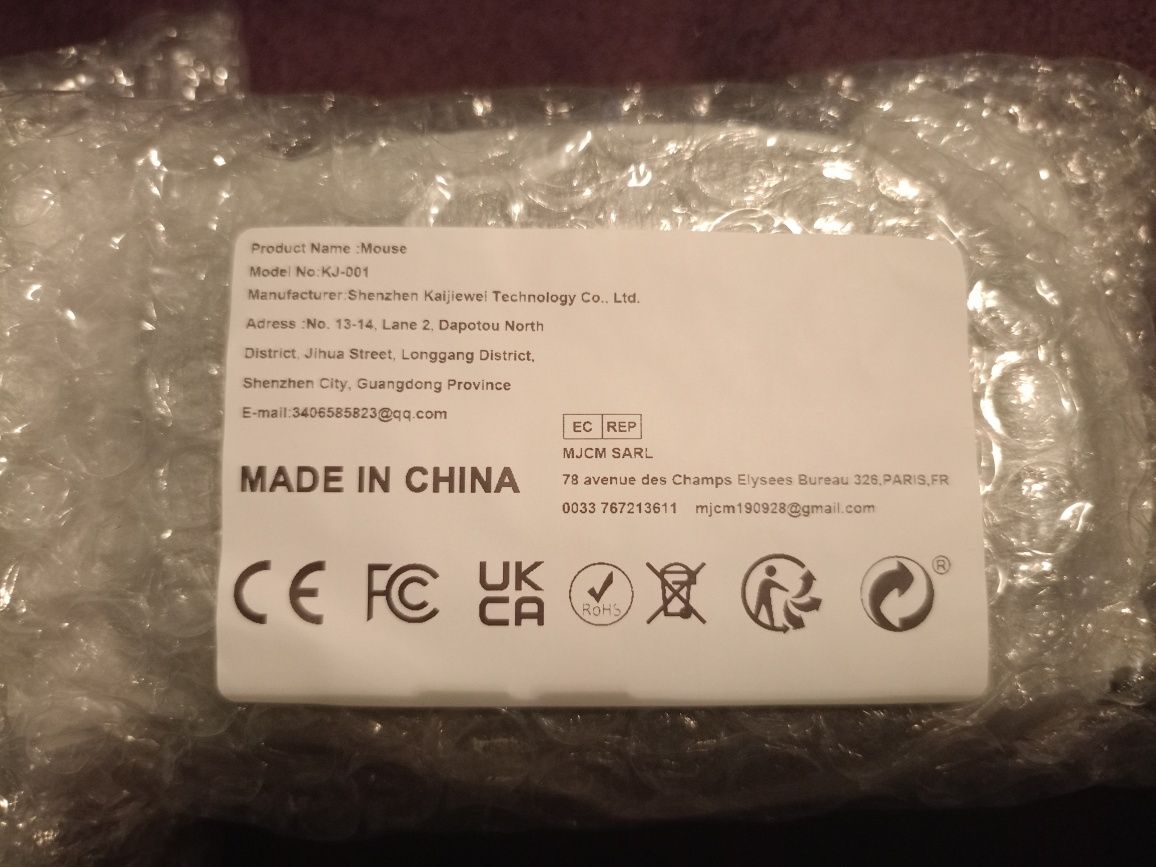 Product Name :Mouse
Model No:KJ-001
Manufacturer:Shenzhen Kaijiewei Technology Co., Ltd.
Adress :No. 13-14, Lane 2, Dapotou North
District, Jihua Street, Longgang District,
Shenzhen City, Guangdong Province
E-mail:3406585823@qq.com
MADE IN CHINA
EC REP
MJCM SARL
78 avenue des Champs Elysees Bureau 326,PARIS,FR
0033 767213611 mjcm190928@gmail.com
CE FC UK
CA RoHS ®